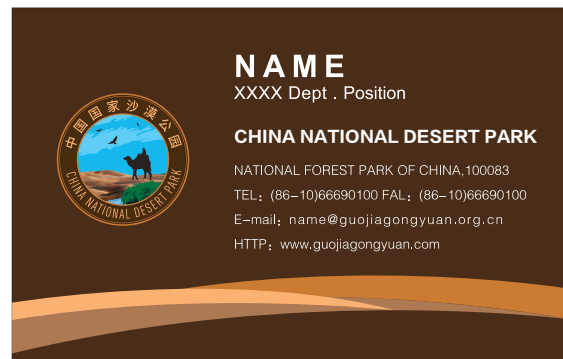 中国国家沙漠公园
CHINA NATIONAL DESERT PARK
NAME
XXXX Dept . Position
CHINA NATIONAL DESERT PARK
NATIONAL FOREST PARK OF CHINA,100083
TEL：(86-10)66690100 FAL：(86-10)66690100
E-mail：name@guojiagongyuan.org.cn
HTTP：www.guojiagongyuan.com